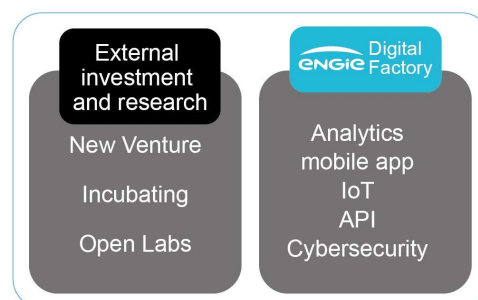 External
investment
and research
New Venture
Incubating
Open Labs
ENGIE Digital
Factory
Analytics
mobile app
IoT
API
Cybersecurity